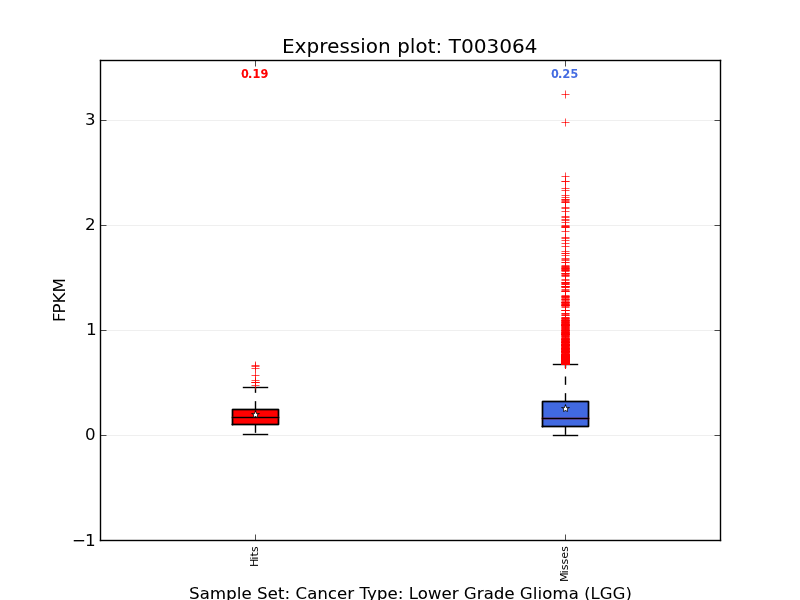 Expression plot: T003064
0.19
0.25
3
2
1
0
−1
FPKM
Hits
Misses
Sample Set: Cancer Type: Lower Grade Glioma (LGG)